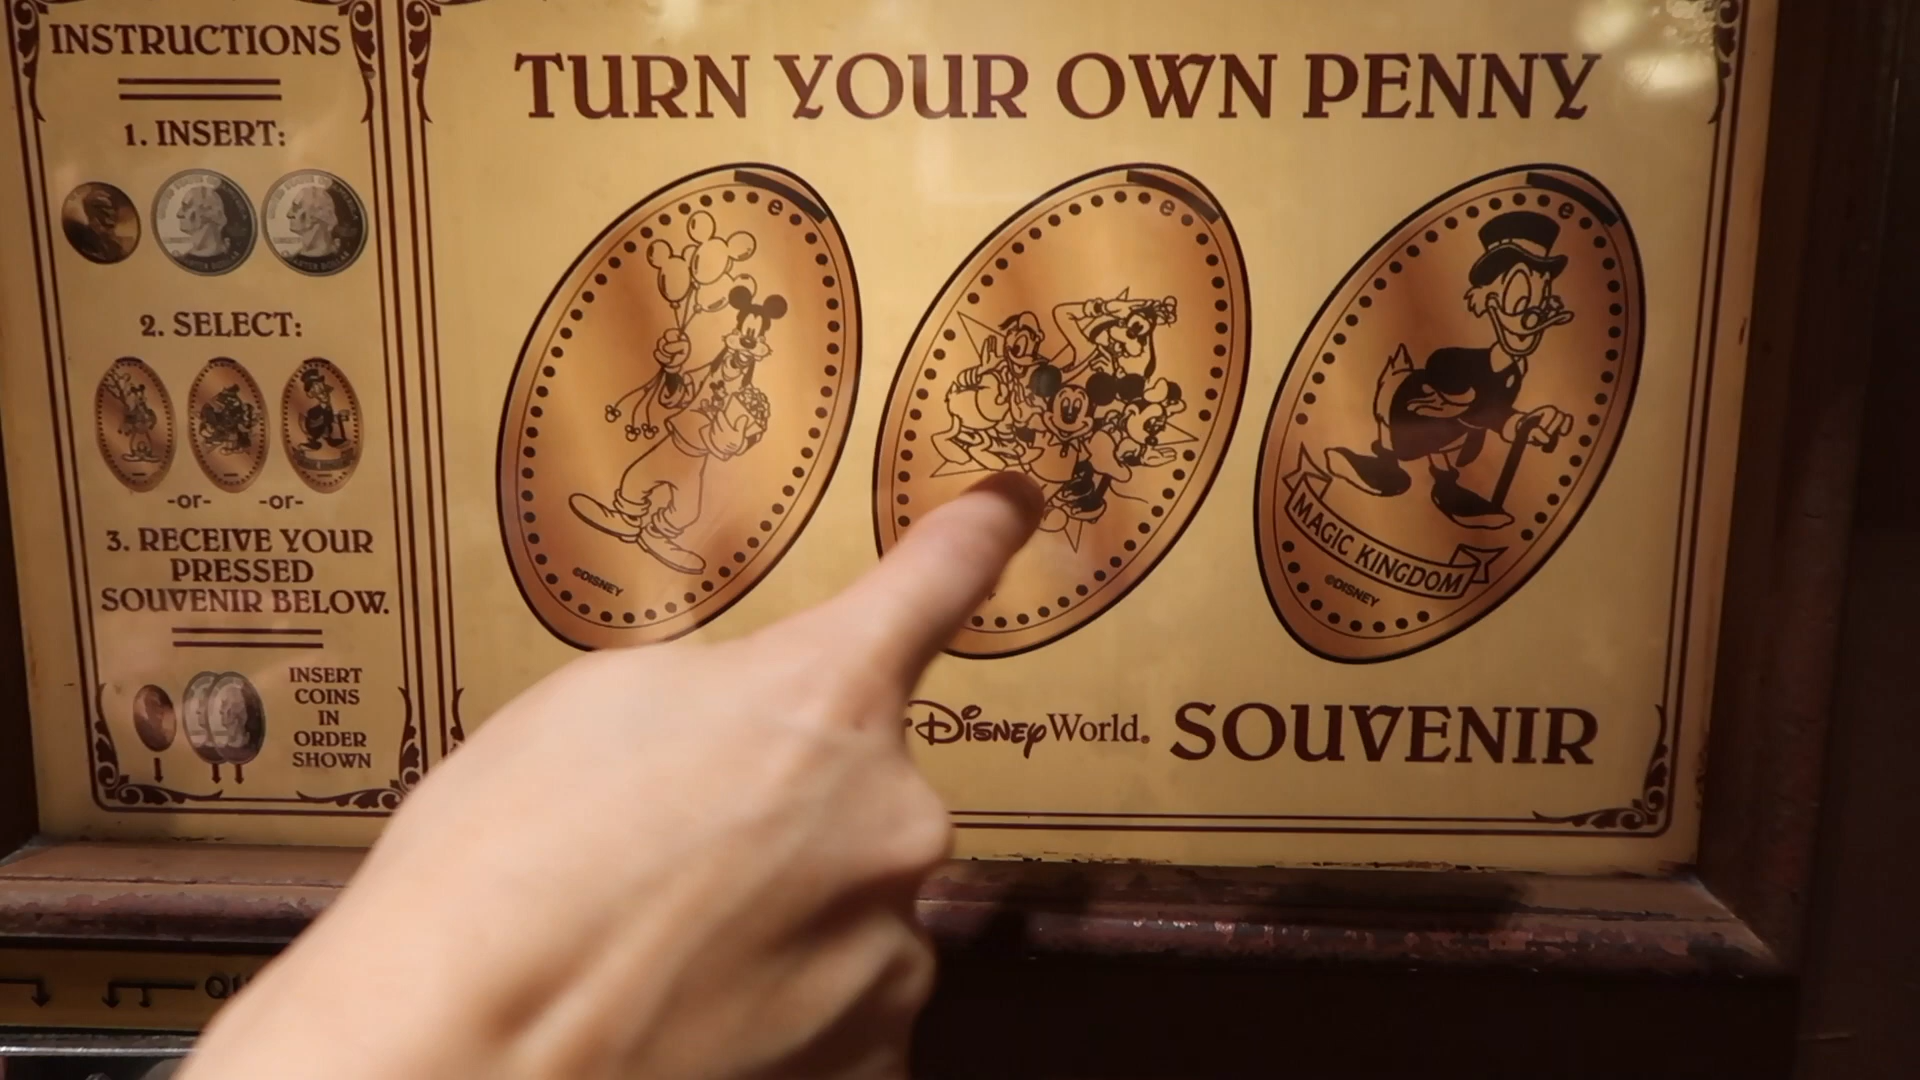 INSTRUCTIONS
1. INSERT:
2. SELECT:
-or- -or-
3. RECEIVE YOUR
PRESSED
SOUVENIR BELOW.
INSERT
COINS
IN
ORDER
SHOWN
TURN YOUR OWN PENNY
e
e
e
©DISNEY
MAGIC KINGDOM
©DISNEY
Disney World. SOUVENIR